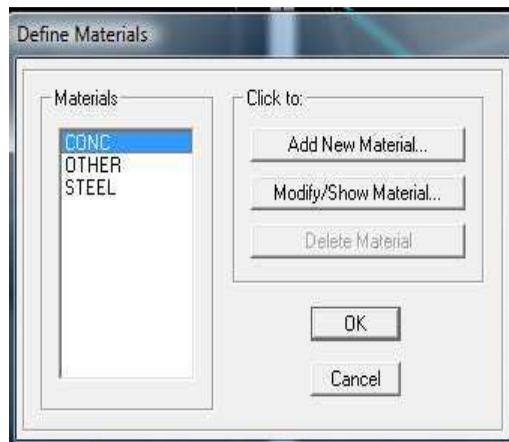 Define Materials
Materials
CONC
OTHER
STEEL
Click to:
Add New Material...
Modify/Show Material...
Delete Material
OK
Cancel